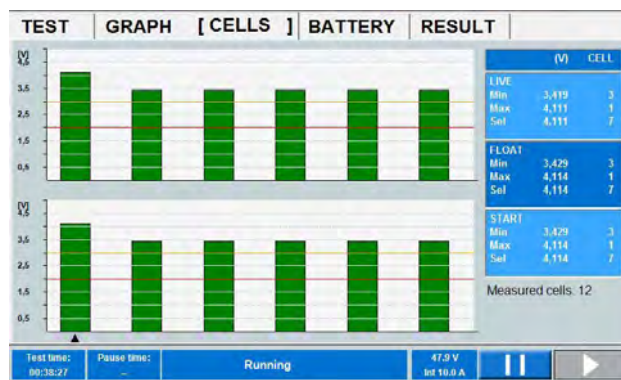 TEST GRAPH [ CELLS ] BATTERY RESULT
[V]
4,5
3,5
2,5
1,5
0,5
[V]
4,5
3,5
2,5
1,5
0,5
(V) CELL
LIVE
Min 3,419 3
Max 4,111 1
Sel 4,111 7
FLOAT
Min 3,429 3
Max 4,114 1
Sel 4,114 7
START
Min 3,429 3
Max 4,114 1
Sel 4,114 7
Measured cells: 12
Test time:
00:38:27
Pause time:
--
Running
47.9 V
Int 10.0 A